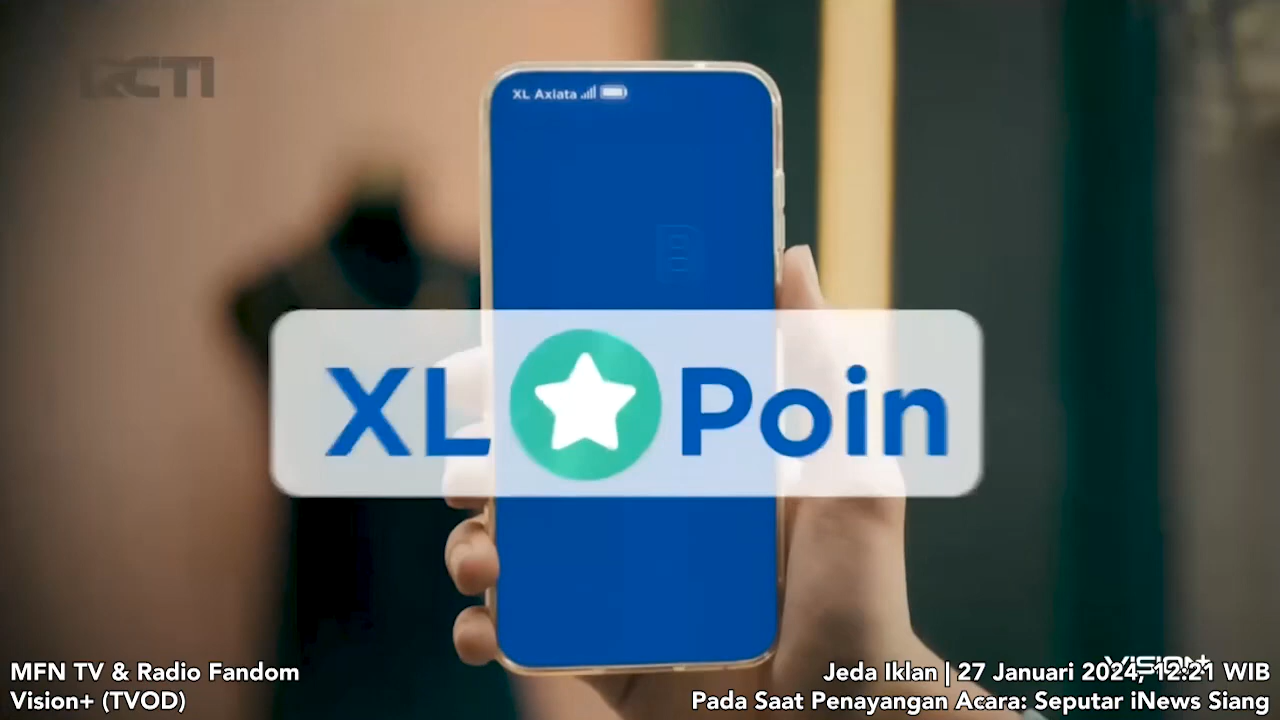 RCTI
XL Axiata
XL Poin
MFN TV & Radio Fandom
Vision+ (TVOD)
VISION+
Jeda Iklan | 27 Januari 2024, 12:21 WIB
Pada Saat Penayangan Acara: Seputar iNews Siang